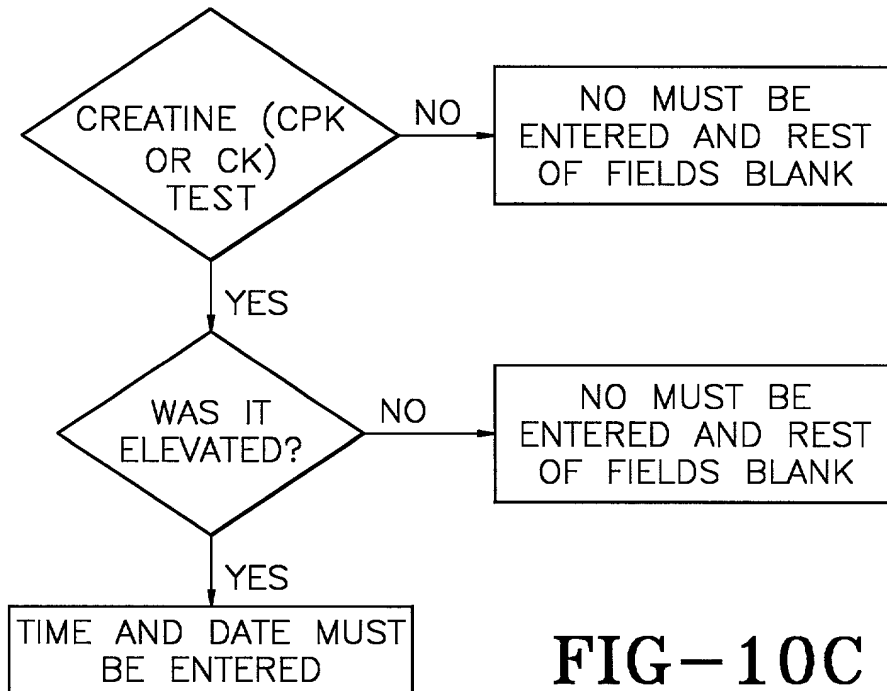 CREATINE (CPK
OR CK)
TEST
NO
NO MUST BE
ENTERED AND REST
OF FIELDS BLANK
YES
WAS IT
ELEVATED?
NO
NO MUST BE
ENTERED AND REST
OF FIELDS BLANK
YES
TIME AND DATE MUST
BE ENTERED
FIG-10C